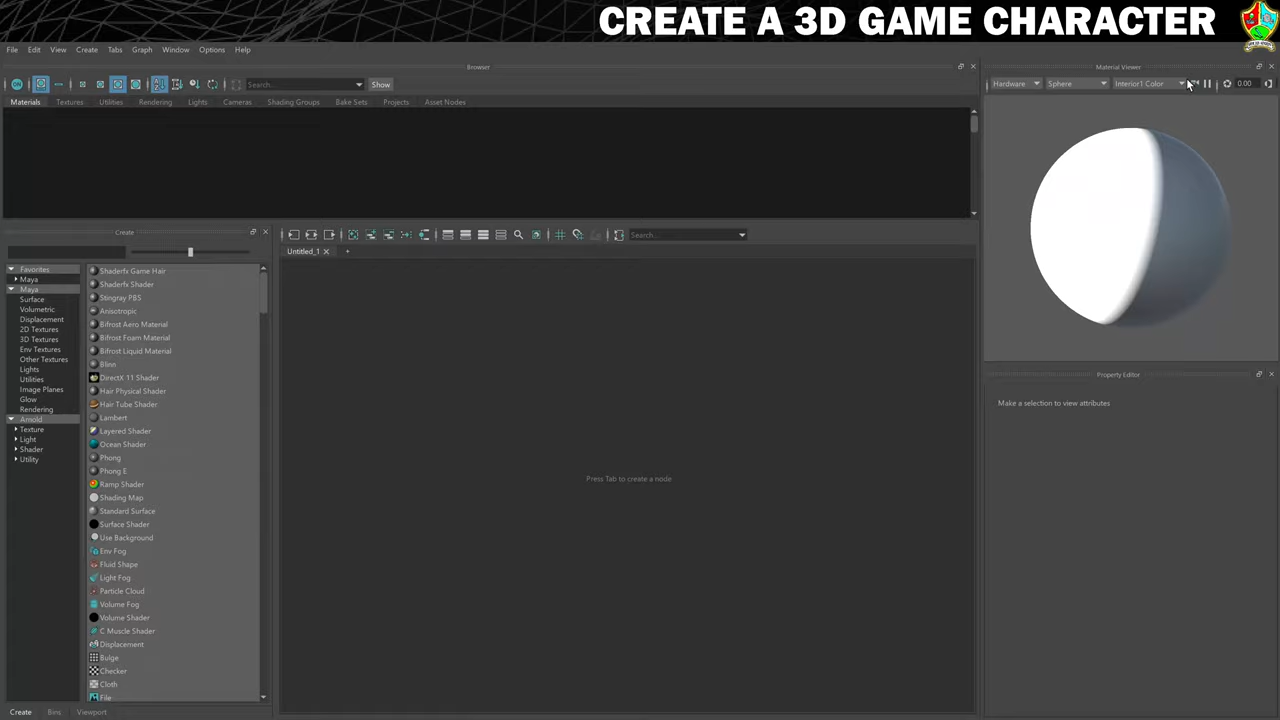 CREATE A 3D GAME CHARACTER
File Edit View Create Tabs Graph Window Options Help
Browser
Material Viewer
ON Search... Show
Hardware Sphere Interior1 Color 0.00
Materials Textures Utilities Rendering Lights Cameras Shading Groups Bake Sets Projects Asset Nodes
Create
Search...
Untitled_1 +
Favorites
Maya
Maya
Surface
Volumetric
Displacement
2D Textures
3D Textures
Env Textures
Other Textures
Lights
Utilities
Image Planes
Glow
Rendering
Arnold
Texture
Light
Shader
Utility
Shaderfx Game Hair
Shaderfx Shader
Stingray PBS
Anisotropic
Bifrost Aero Material
Bifrost Foam Material
Bifrost Liquid Material
Blinn
DirectX 11 Shader
Hair Physical Shader
Hair Tube Shader
Lambert
Layered Shader
Ocean Shader
Phong
Phong E
Ramp Shader
Shading Map
Standard Surface
Surface Shader
Use Background
Env Fog
Fluid Shape
Light Fog
Particle Cloud
Volume Fog
Volume Shader
C Muscle Shader
Displacement
Bulge
Checker
Cloth
File
Press Tab to create a node
Property Editor
Make a selection to view attributes
Create Bins Viewport